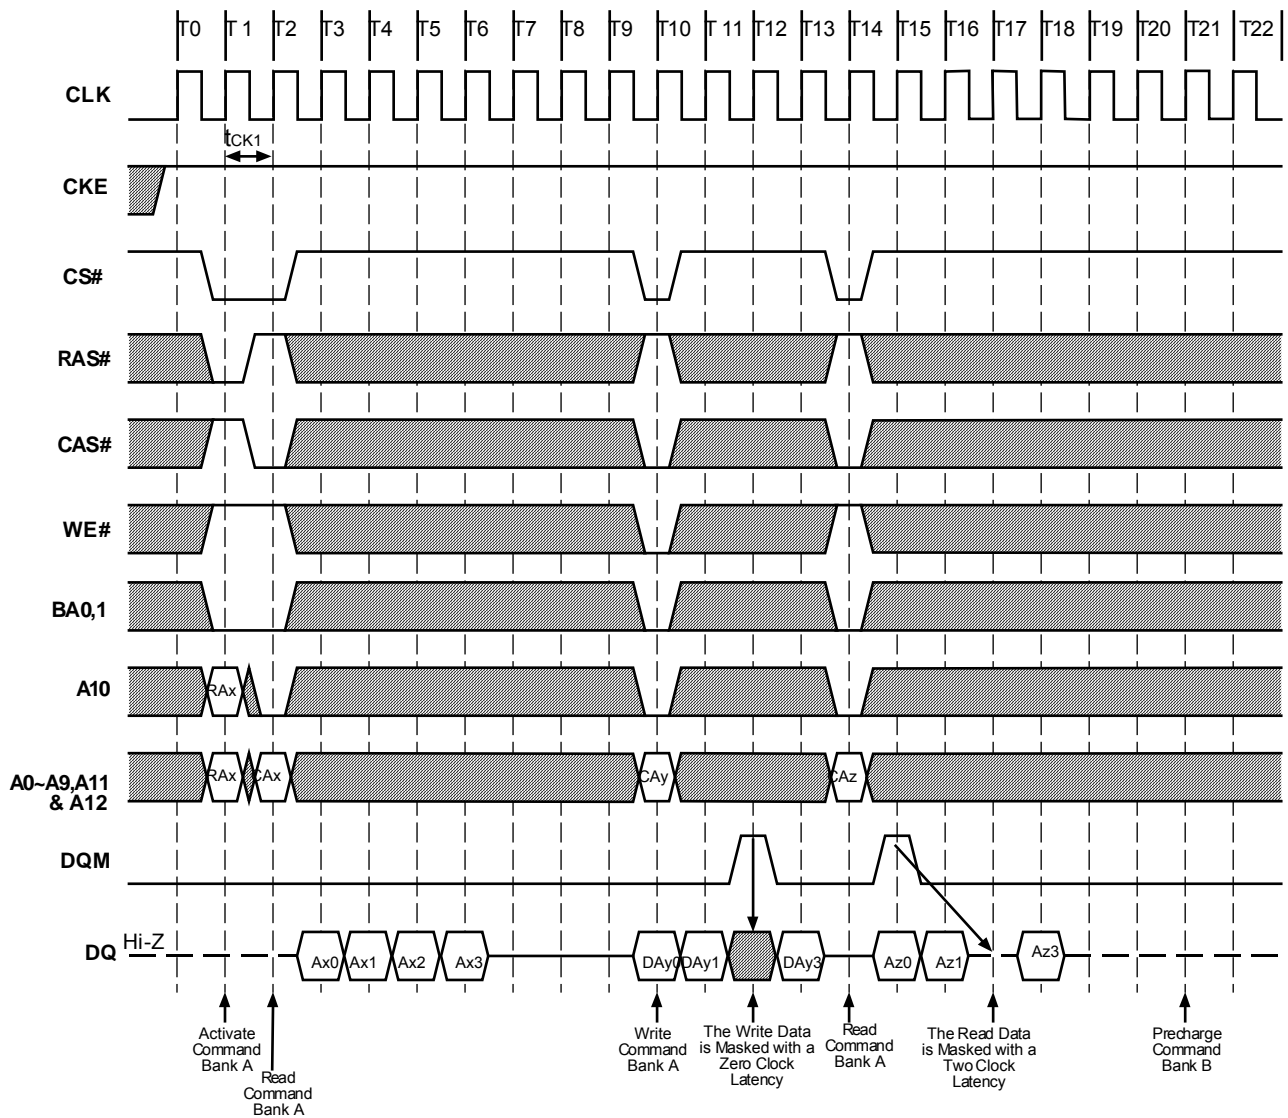 T0 T 1 T2 T3 T4 T5 T6 T7 T8 T9 T10 T 11 T12 T13 T14 T15 T16 T17 T18 T19 T20 T21 T22
CLK
tCK1
CKE
CS#
RAS#
CAS#
WE#
BA0,1
A10
RAx
A0~A9,A11
& A12
RAx CAx CAy CAz
DQM
DQ
Hi-Z
Ax0 Ax1 Ax2 Ax3 DAy0 DAy1 DAy3 Az0 Az1 Az3
Activate
Command
Bank A
Read
Command
Bank A
Write
Command
Bank A
The Write Data
is Masked with a
Zero Clock
Latency
Read
Command
Bank A
The Read Data
is Masked with a
Two Clock
Latency
Precharge
Command
Bank B